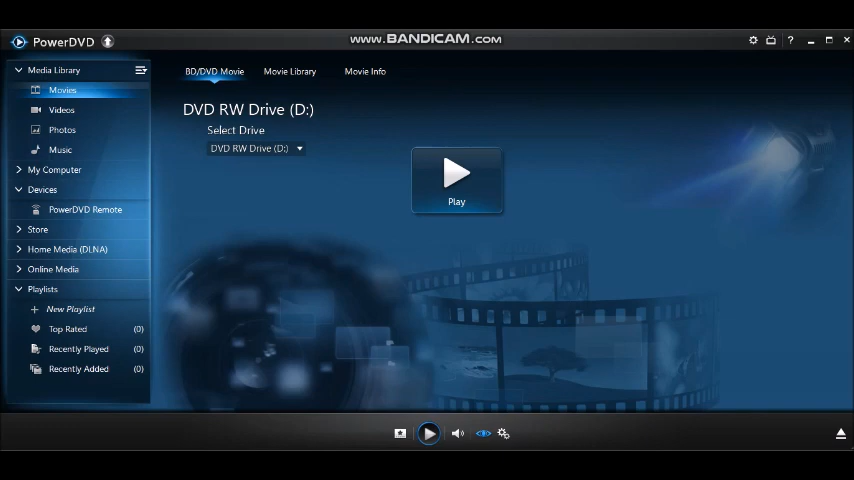 www.BANDICAM.com
PowerDVD
?
Media Library
Movies
Videos
Photos
Music
My Computer
Devices
PowerDVD Remote
Store
Home Media (DLNA)
Online Media
Playlists
New Playlist
Top Rated (0)
Recently Played (0)
Recently Added (0)
BD/DVD Movie Movie Library Movie Info
DVD RW Drive (D:)
Select Drive
DVD RW Drive (D:)
Play